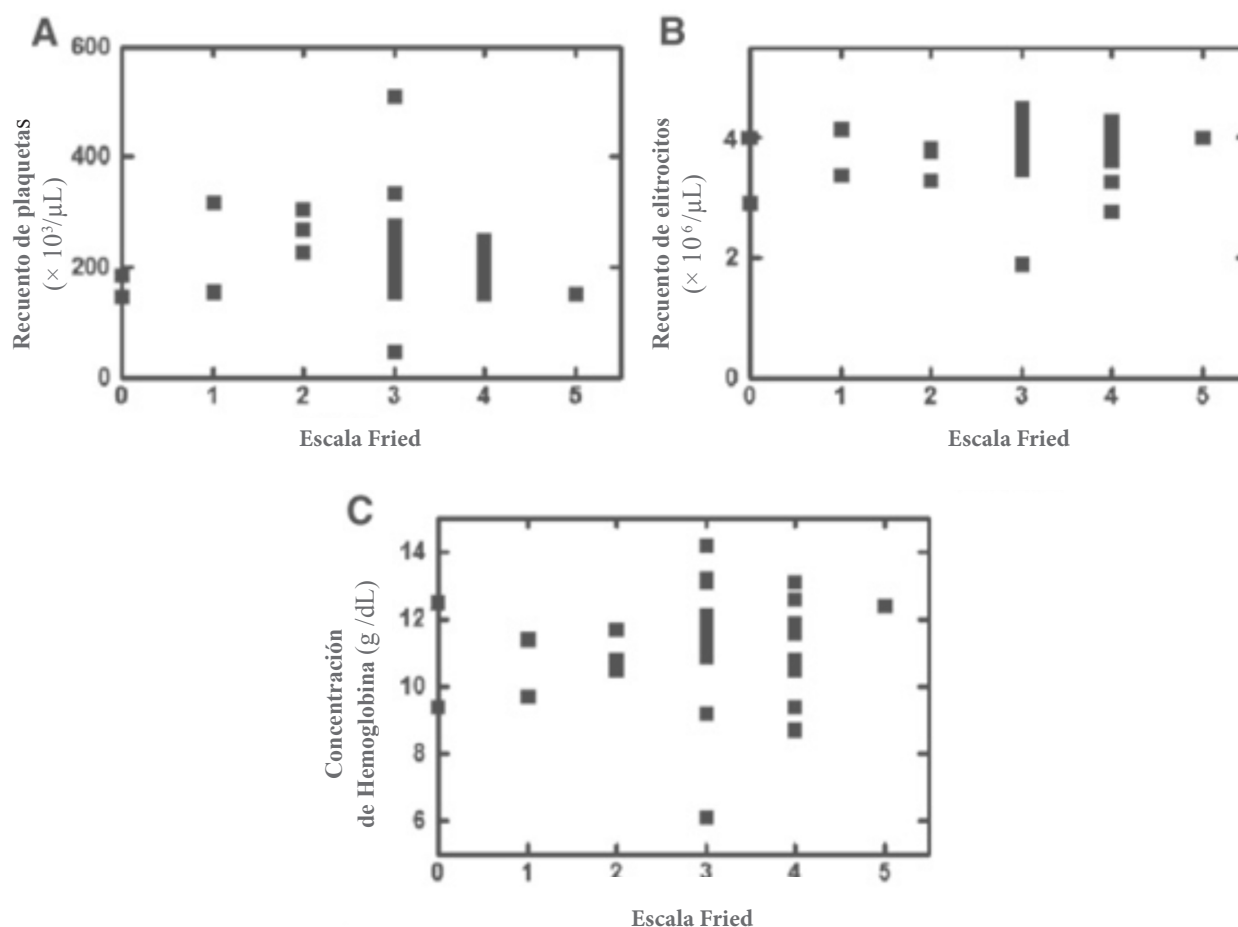 A
600
400
200
0
0 1 2 3 4 5
Recuento de plaquetas
(× 10³/µL)
Escala Fried
B
4
2
0
0 1 2 3 4 5
Recuento de elitrocitos
(× 10⁶/µL)
Escala Fried
C
14
12
10
8
6
0 1 2 3 4 5
Concentración
de Hemoglobina (g /dL)
Escala Fried